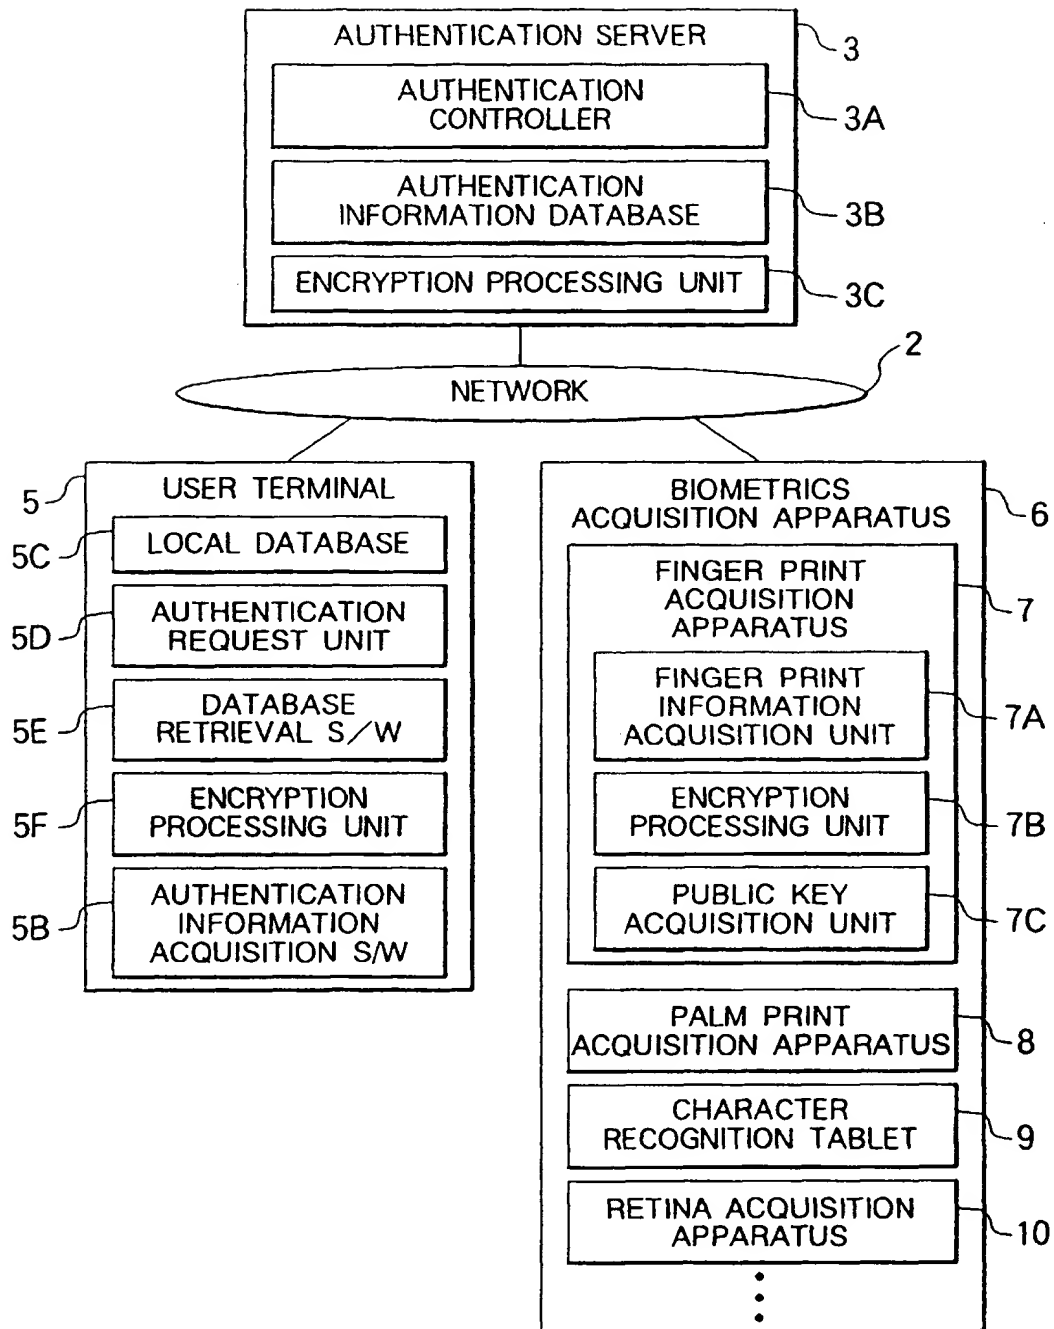 AUTHENTICATION SERVER
3
AUTHENTICATION
CONTROLLER
3A
AUTHENTICATION
INFORMATION DATABASE
3B
ENCRYPTION PROCESSING UNIT
3C
2
NETWORK
5
USER TERMINAL
5C
LOCAL DATABASE
5D
AUTHENTICATION
REQUEST UNIT
5E
DATABASE
RETRIEVAL S/W
5F
ENCRYPTION
PROCESSING UNIT
5B
AUTHENTICATION
INFORMATION
ACQUISITION S/W
BIOMETRICS
ACQUISITION APPARATUS
6
FINGER PRINT
ACQUISITION
APPARATUS
7
FINGER PRINT
INFORMATION
ACQUISITION UNIT
7A
ENCRYPTION
PROCESSING UNIT
7B
PUBLIC KEY
ACQUISITION UNIT
7C
PALM PRINT
ACQUISITION APPARATUS
8
CHARACTER
RECOGNITION TABLET
9
RETINA ACQUISITION
APPARATUS
10